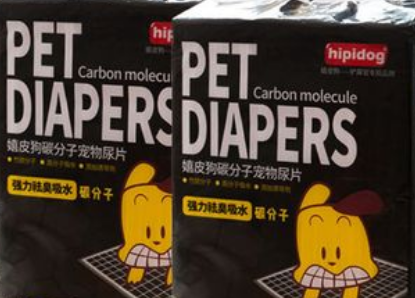 hip
PET
Carbon molecu
DIAPERS
嬉皮狗碳分子宠物尿片
强力祛臭吸水 碳分子
hipidog
PET
Carbon molecule
DIAPERS
嬉皮狗碳分子宠物尿片
强力祛臭吸水 碳分子